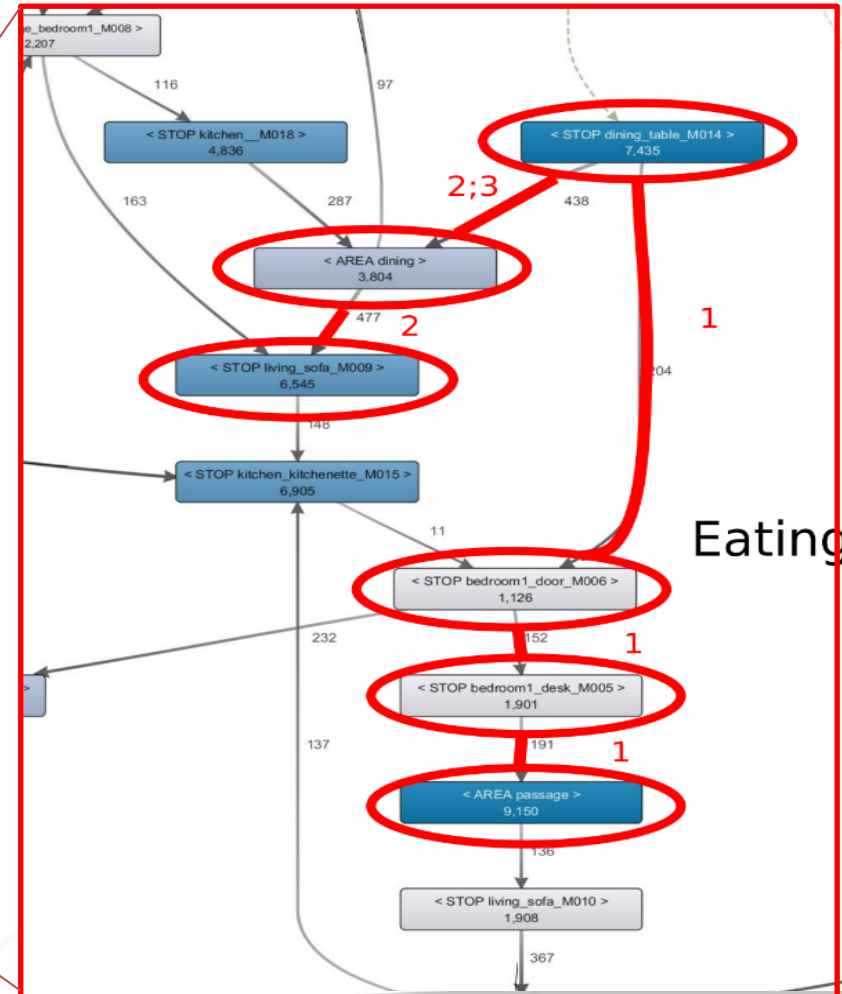 e_bedroom1_M008 >
2,207
116
97
< STOP kitchen__M018 >
4,836
< STOP dining_table_M014 >
7,435
2;3
163
287
438
< AREA dining >
3,804
477
2
1
< STOP living_sofa_M009 >
6,545
204
148
< STOP kitchen_kitchenette_M015 >
6,905
11
Eating
< STOP bedroom1_door_M006 >
1,126
232
152
1
>
< STOP bedroom1_desk_M005 >
1,901
137
191
1
< AREA passage >
9,150
136
< STOP living_sofa_M010 >
1,908
367